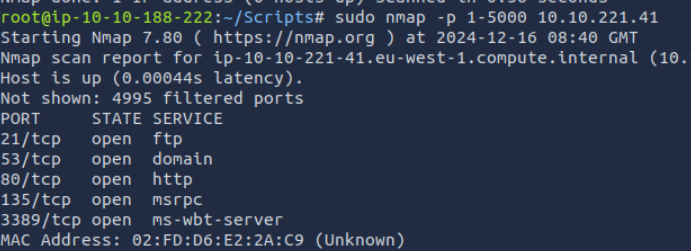 Nmap done: 1 IP address (0 hosts up) scanned in 0.50 seconds
root@ip-10-10-188-222:~/Scripts# sudo nmap -p 1-5000 10.10.221.41
Starting Nmap 7.80 ( https://nmap.org ) at 2024-12-16 08:40 GMT
Nmap scan report for ip-10-10-221-41.eu-west-1.compute.internal (10.
Host is up (0.00044s latency).
Not shown: 4995 filtered ports
PORT     STATE SERVICE
21/tcp   open  ftp
53/tcp   open  domain
80/tcp   open  http
135/tcp  open  msrpc
3389/tcp open  ms-wbt-server
MAC Address: 02:FD:D6:E2:2A:C9 (Unknown)